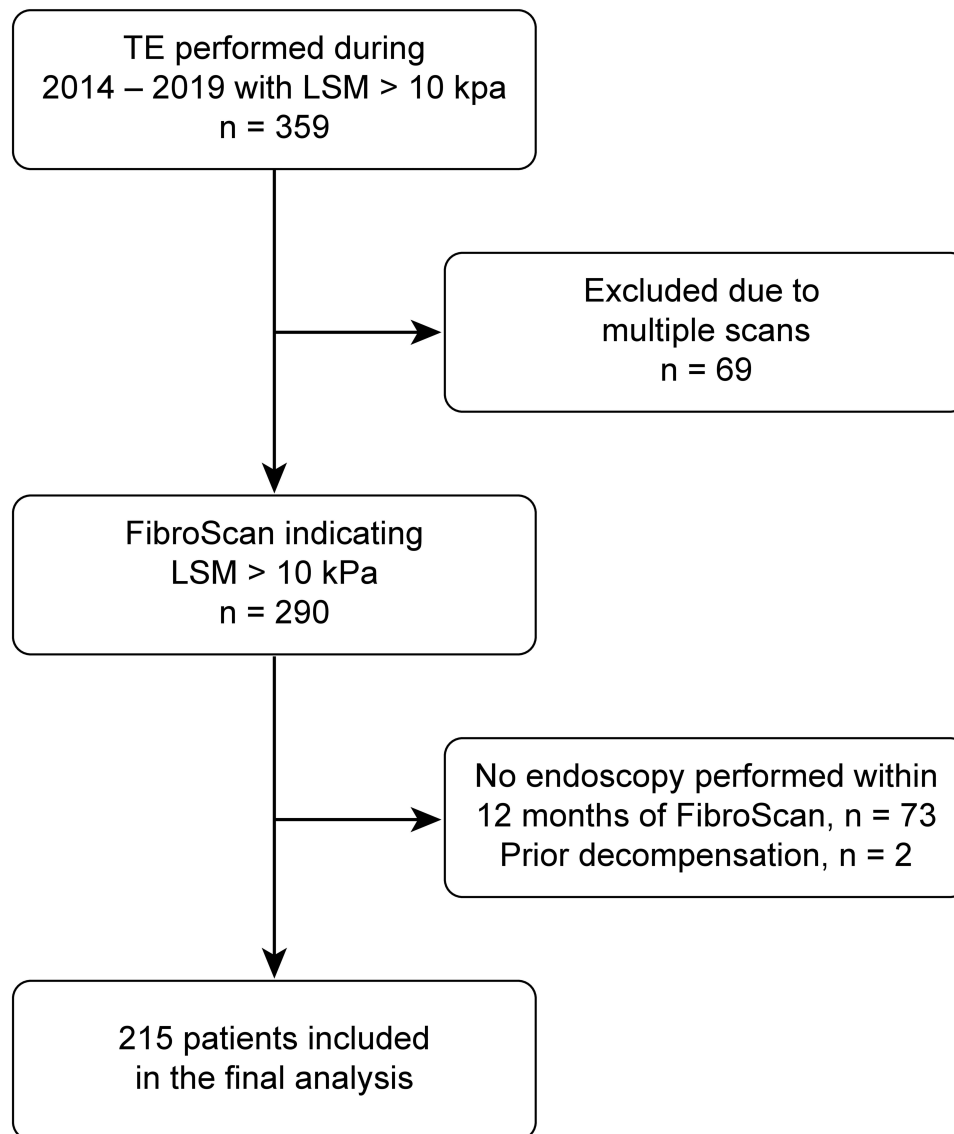 TE performed during
2014 – 2019 with LSM > 10 kpa
n = 359
Excluded due to
multiple scans
n = 69
FibroScan indicating
LSM > 10 kPa
n = 290
No endoscopy performed within
12 months of FibroScan, n = 73
Prior decompensation, n = 2
215 patients included
in the final analysis